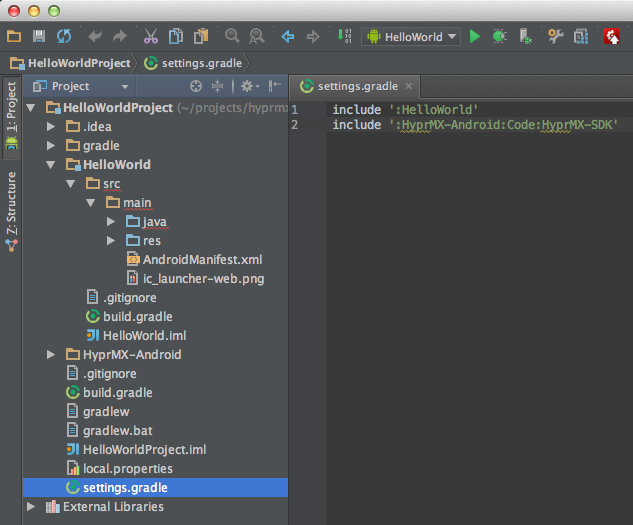 HelloWorld
HelloWorldProject
settings.gradle
1: Project
Z: Structure
Project
HelloWorldProject (~/projects/hyprm
.idea
gradle
HelloWorld
src
main
java
res
AndroidManifest.xml
ic_launcher-web.png
.gitignore
build.gradle
HelloWorld.iml
HyprMX-Android
.gitignore
build.gradle
gradlew
gradlew.bat
HelloWorldProject.iml
local.properties
settings.gradle
External Libraries
settings.gradle
1 include ':HelloWorld'
2 include ':HyprMX-Android:Code:HyprMX-SDK'